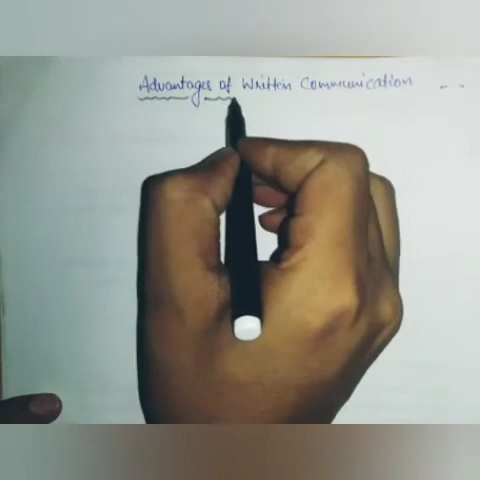 Advantages of Written Communication - -